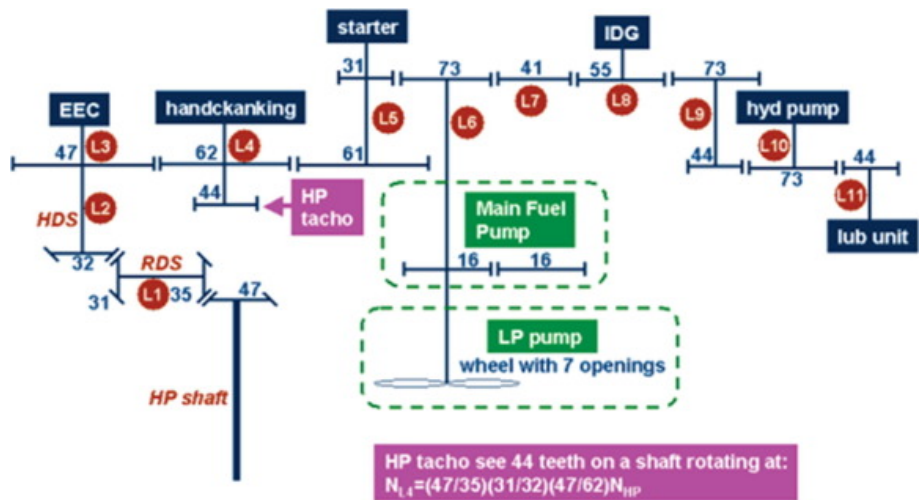 starter
IDG
31
73
41
55
73
EEC
handckanking
L5
L6
L7
L8
L9
hyd pump
L3
L4
L10
47
62
61
44
44
73
L2
44
HP
tacho
L11
HDS
Main Fuel
Pump
lub unit
32
RDS
16
16
31
L1
35
47
LP pump
wheel with 7 openings
HP shaft
HP tacho see 44 teeth on a shaft rotating at:
NL4=(47/35)(31/32)(47/62)NHP